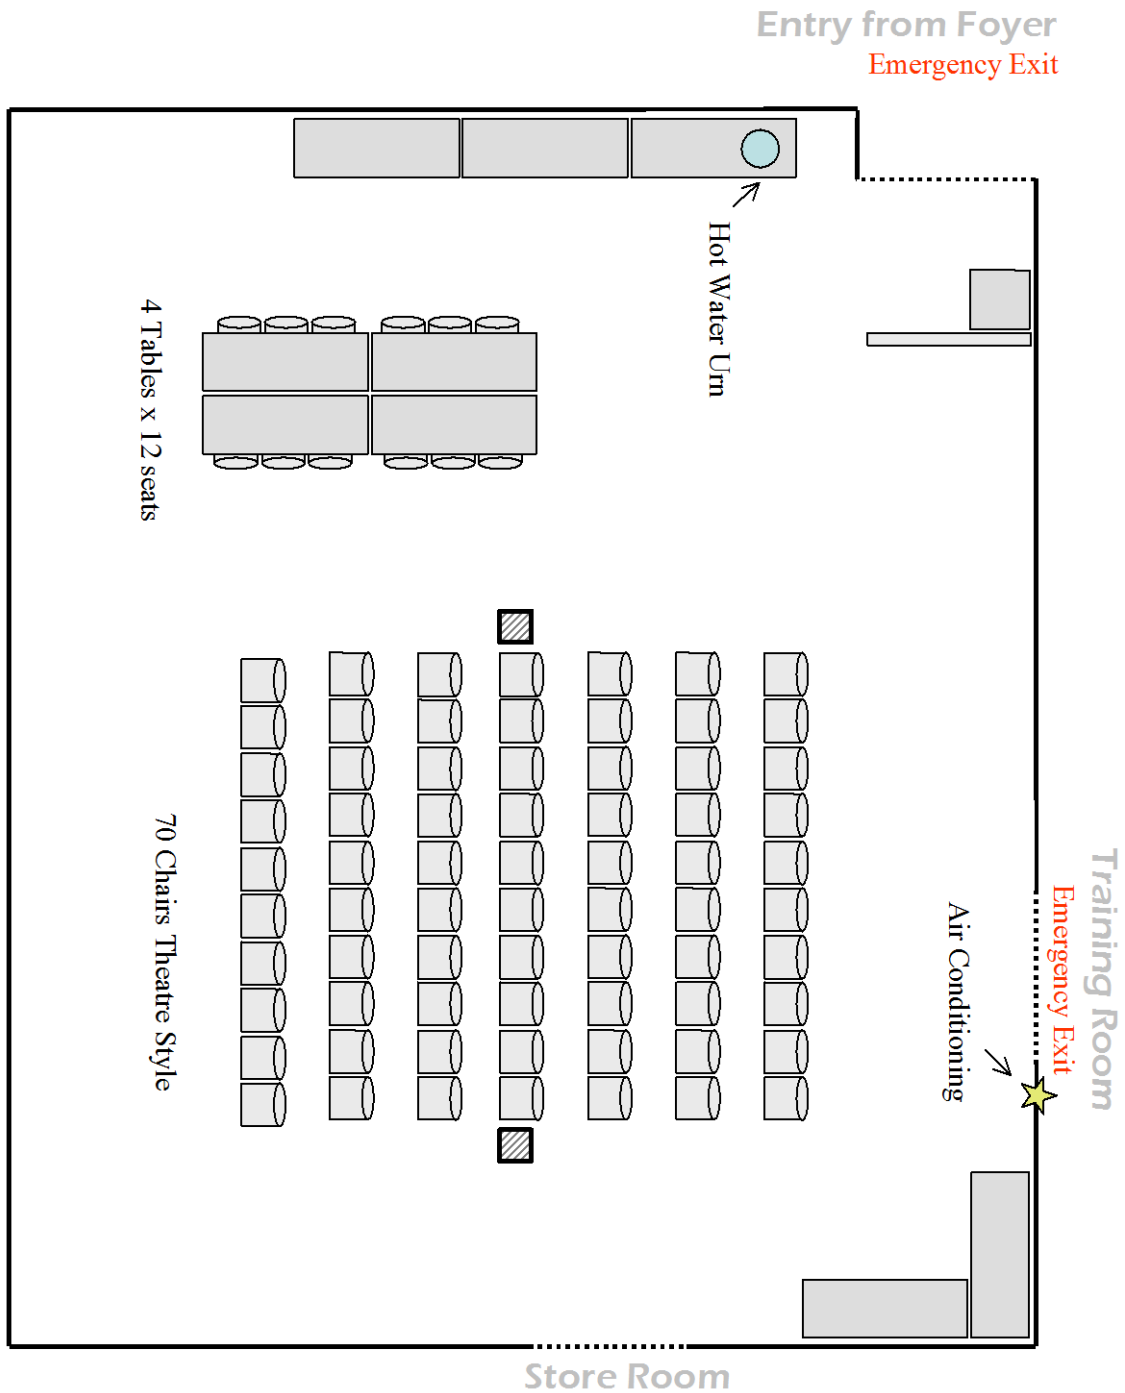 Entry from Foyer
Emergency Exit
Hot Water Urn
4 Tables x 12 seats
70 Chairs Theatre Style
Air Conditioning
Emergency Exit
Training Room
Store Room